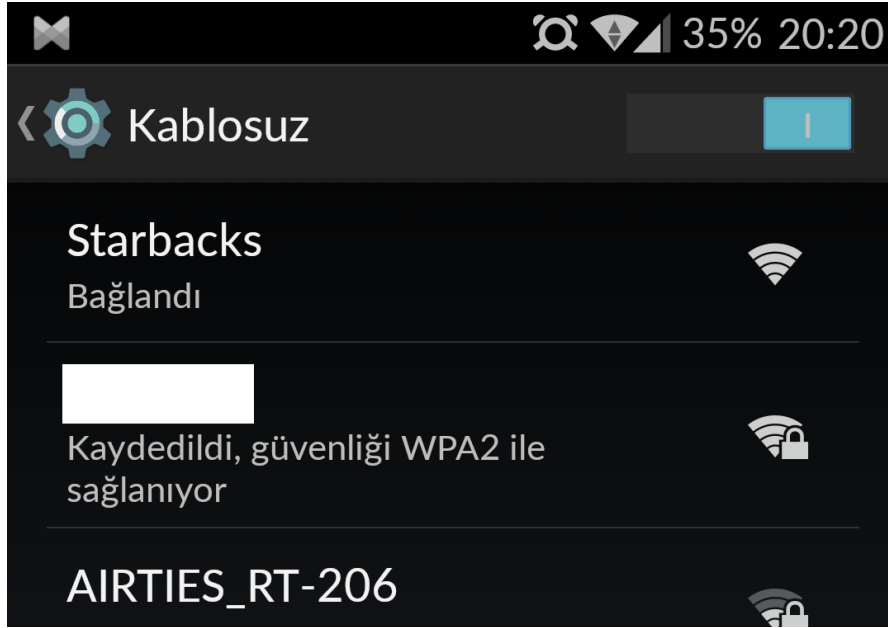 35% 20:20
Kablosuz
Starbacks
Bağlandı
Kaydedildi, güvenliği WPA2 ile
sağlanıyor
AIRTIES_RT-206